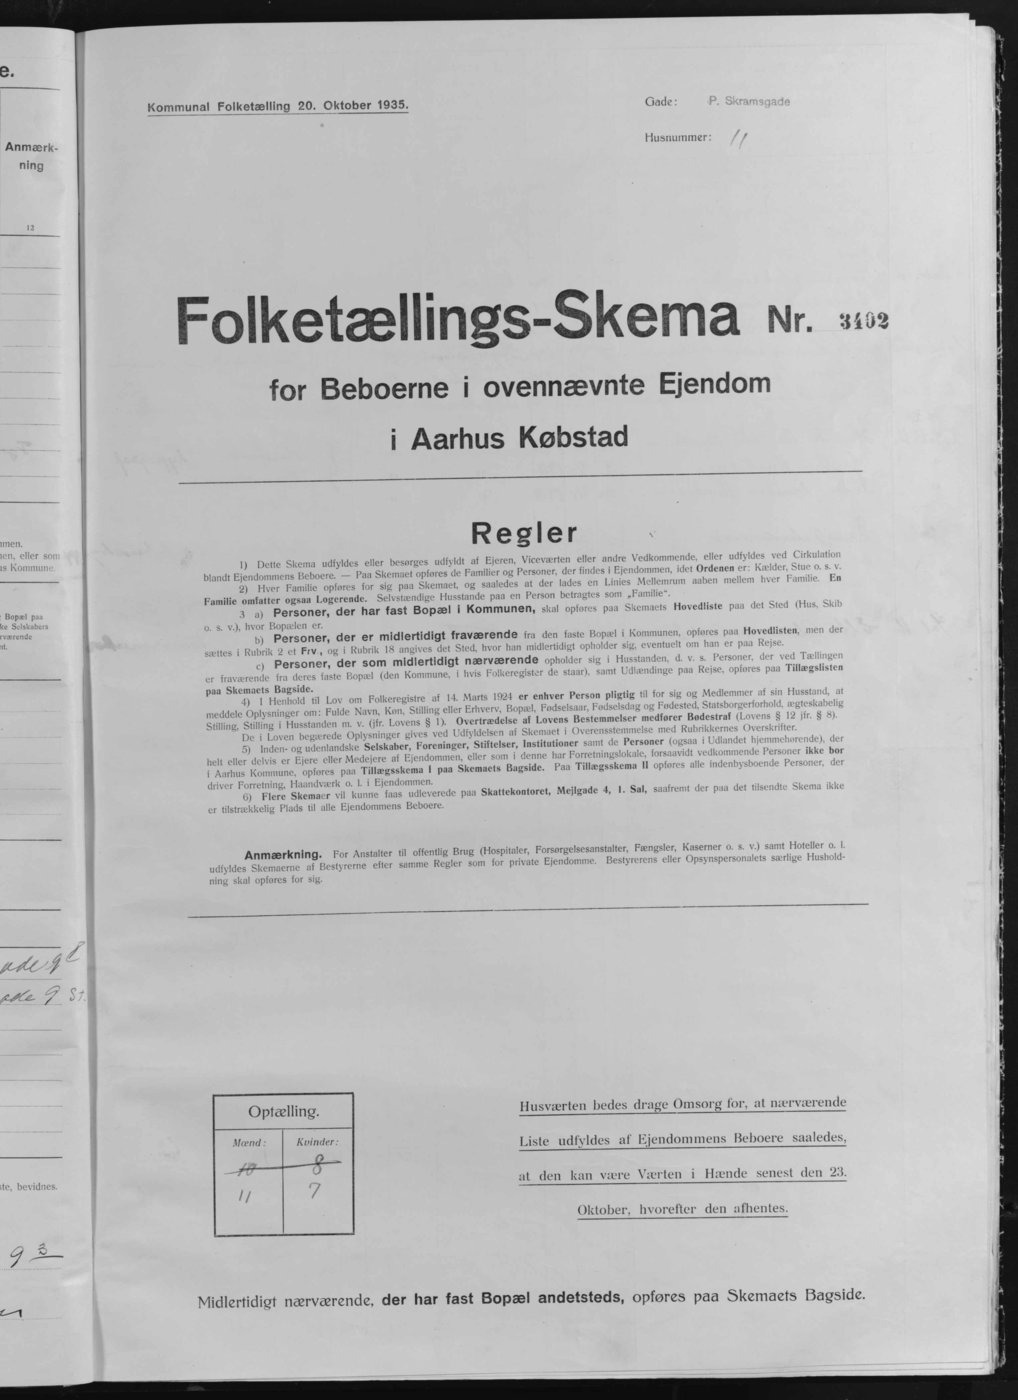 e.
Anmærk-
ning
12
Kommunal Folketælling 20. Oktober 1935.
Gade: P. Skramsgade
Husnummer: 11
Folketællings-Skema Nr. 3402
for Beboerne i ovennævnte Ejendom
i Aarhus Købstad
Regler
1) Dette Skema udfyldes eller besørges udfyldt af Ejeren, Viceværten eller andre Vedkommende, eller udfyldes ved Cirkulation
blandt Ejendommens Beboere. — Paa Skemaet opføres de Familier og Personer, der findes i Ejendommen, idet Ordenen er: Kælder, Stue o. s. v.
2) Hver Familie opføres for sig paa Skemaet, og saaledes at der lades en Linies Mellemrum aaben mellem hver Familie. En
Familie omfatter ogsaa Logerende. Selvstændige Husstande paa en Person betragtes som „Familie“.
3 a) Personer, der har fast Bopæl i Kommunen, skal opføres paa Skemaets Hovedliste paa det Sted (Hus, Skib
o. s. v.), hvor Bopælen er.
b) Personer, der er midlertidigt fraværende fra den faste Bopæl i Kommunen, opføres paa Hovedlisten, men der
sættes i Rubrik 2 et Frv., og i Rubrik 18 angives det Sted, hvor han midlertidigt opholder sig, eventuelt om han er paa Rejse.
c) Personer, der som midlertidigt nærværende opholder sig i Husstanden, d. v. s. Personer, der ved Tællingen
er fraværende fra deres faste Bopæl (den Kommune, i hvis Folkeregister de staar), samt Udlændinge paa Rejse, opføres paa Tillægslisten
paa Skemaets Bagside.
4) I Henhold til Lov om Folkeregistre af 14. Marts 1924 er enhver Person pligtig til for sig og Medlemmer af sin Husstand, at
meddele Oplysninger om: Fulde Navn, Køn, Stilling eller Erhverv, Bopæl, Fødselsaar, Fødselsdag og Fødested, Statsborgerforhold, ægteskabelig
Stilling, Stilling i Husstanden m. v. (jfr. Lovens § 1). Overtrædelse af Lovens Bestemmelser medfører Bødestraf (Lovens § 12 jfr. § 8).
De i Loven begærede Oplysninger gives ved Udfyldelsen af Skemaet i Overensstemmelse med Rubrikkernes Overskrifter.
5) Inden- og udenlandske Selskaber, Foreninger, Stiftelser, Institutioner samt de Personer (ogsaa i Udlandet hjemmehørende), der
helt eller delvis er Ejere eller Medejere af Ejendommen, eller som i denne har Forretningslokale, forsaavidt vedkommende Personer ikke bor
i Aarhus Kommune, opføres paa Tillægsskema I paa Skemaets Bagside. Paa Tillægsskema II opføres alle indenbysboende Personer, der
driver Forretning, Haandværk o. l. i Ejendommen.
6) Flere Skemaer vil kunne faas udleverede paa Skattekontoret, Mejlgade 4, 1. Sal, saafremt der paa det tilsendte Skema ikke
er tilstrækkelig Plads til alle Ejendommens Beboere.
Anmærkning. For Anstalter til offentlig Brug (Hospitaler, Forsørgelsesanstalter, Fængsler, Kaserner o. s. v.) samt Hoteller o. l.
udfyldes Skemaerne af Bestyrerne efter samme Regler som for private Ejendomme. Bestyrerens eller Opsynspersonalets særlige Hushold-
ning skal opføres for sig.
eller som
us Kommune.
Bopæl paa
Selskabers
ade 9
ade 9 St.
bevidnes.
9 3
Optælling.
Mænd: Kvinder:
10 8
11 7
Husværten bedes drage Omsorg for, at nærværende
Liste udfyldes af Ejendommens Beboere saaledes,
at den kan være Værten i Hænde senest den 23.
Oktober, hvorefter den afhentes.
Midlertidigt nærværende, der har fast Bopæl andetsteds, opføres paa Skemaets Bagside.